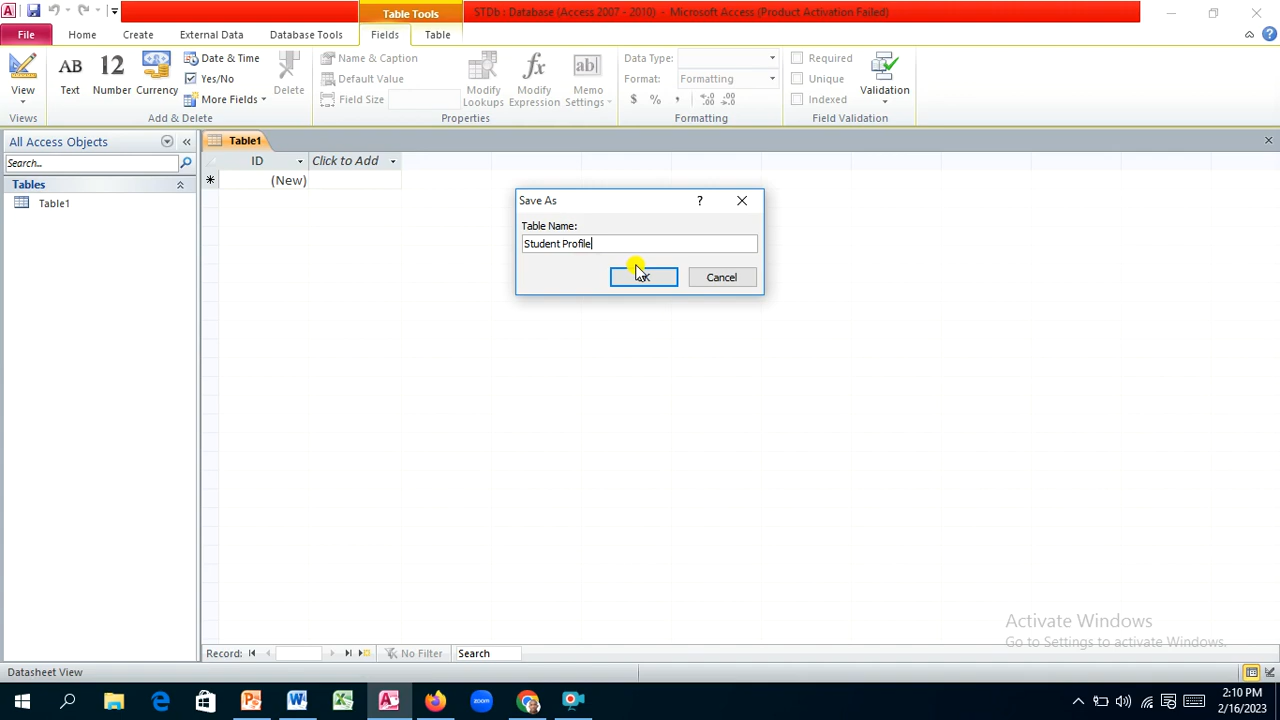 Table Tools
STDb : Database (Access 2007 - 2010) - Microsoft Access (Product Activation Failed)
File Home Create External Data Database Tools Fields Table
View
Views
AB Text
12 Number
Currency
Date & Time
Yes/No
More Fields
Delete
Add & Delete
Name & Caption
Default Value
Field Size
Modify Lookups
fx Modify Expression
ab Memo Settings
Properties
Data Type:
Format: Formatting
$ % , .00 .00
Formatting
Required
Unique
Indexed
Validation
Field Validation
All Access Objects
Search...
Tables
Table1
Table1
ID Click to Add
* (New)
Save As ?
Table Name:
Student Profile
Cancel
Activate Windows
Go to Settings to activate Windows.
Record: No Filter Search
Datasheet View
2:10 PM
2/16/2023